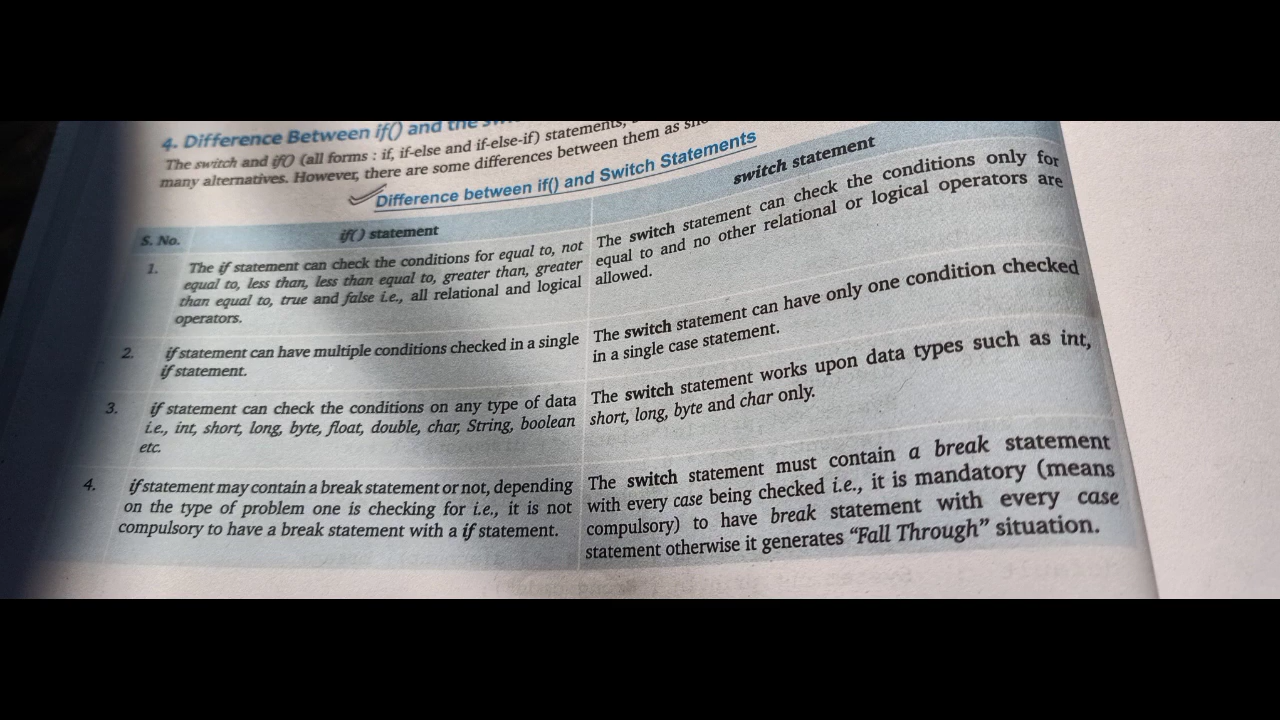 4. Difference Between if() and the
The switch and if() (all forms : if, if-else and if-else-if) statements,
many alternatives. However, there are some differences between them as
Difference between if() and Switch Statements
S. No.
if() statement
switch statement
1.
The if statement can check the conditions for equal to, not
equal to, less than, less than equal to, greater than, greater
than equal to, true and false i.e., all relational and logical
operators.
The switch statement can check the conditions only for
equal to and no other relational or logical operators are
allowed.
2.
if statement can have multiple conditions checked in a single
if statement.
The switch statement can have only one condition checked
in a single case statement.
3.
if statement can check the conditions on any type of data
i.e., int, short, long, byte, float, double, char, String, boolean
etc.
The switch statement works upon data types such as int,
short, long, byte and char only.
4.
if statement may contain a break statement or not, depending
on the type of problem one is checking for i.e., it is not
compulsory to have a break statement with a if statement.
The switch statement must contain a break statement
with every case being checked i.e., it is mandatory (means
compulsory) to have break statement with every case
statement otherwise it generates “Fall Through” situation.